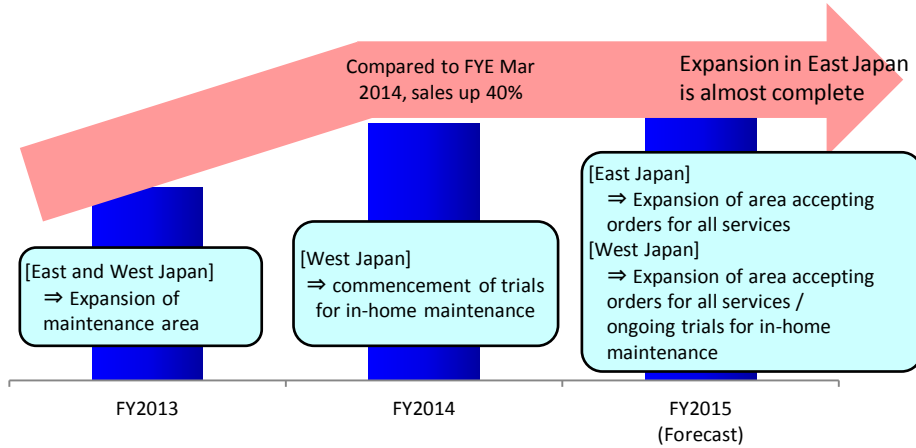 Compared to FYE Mar
2014, sales up 40%
Expansion in East Japan
is almost complete
[East and West Japan]
⇒ Expansion of
maintenance area
[West Japan]
⇒ commencement of trials
for in-home maintenance
[East Japan]
⇒ Expansion of area accepting
orders for all services
[West Japan]
⇒ Expansion of area accepting
orders for all services /
ongoing trials for in-home
maintenance
FY2013
FY2014
FY2015
(Forecast)